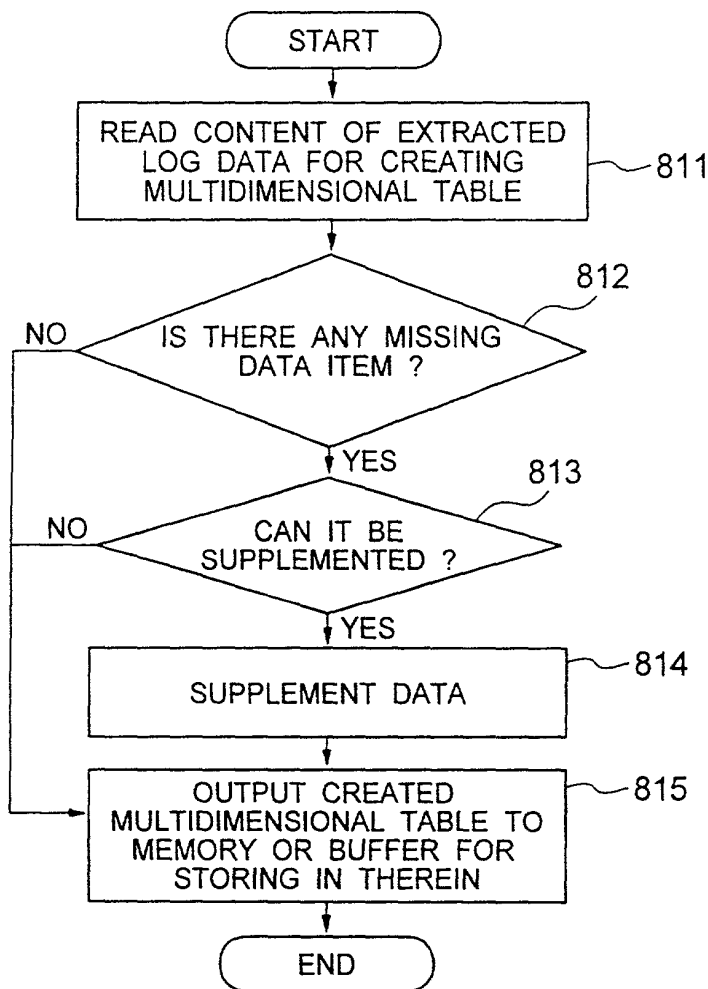 START
READ CONTENT OF EXTRACTED
LOG DATA FOR CREATING
MULTIDIMENSIONAL TABLE
811
812
NO
IS THERE ANY MISSING
DATA ITEM ?
YES
813
NO
CAN IT BE
SUPPLEMENTED ?
YES
814
SUPPLEMENT DATA
815
OUTPUT CREATED
MULTIDIMENSIONAL TABLE TO
MEMORY OR BUFFER FOR
STORING IN THEREIN
END